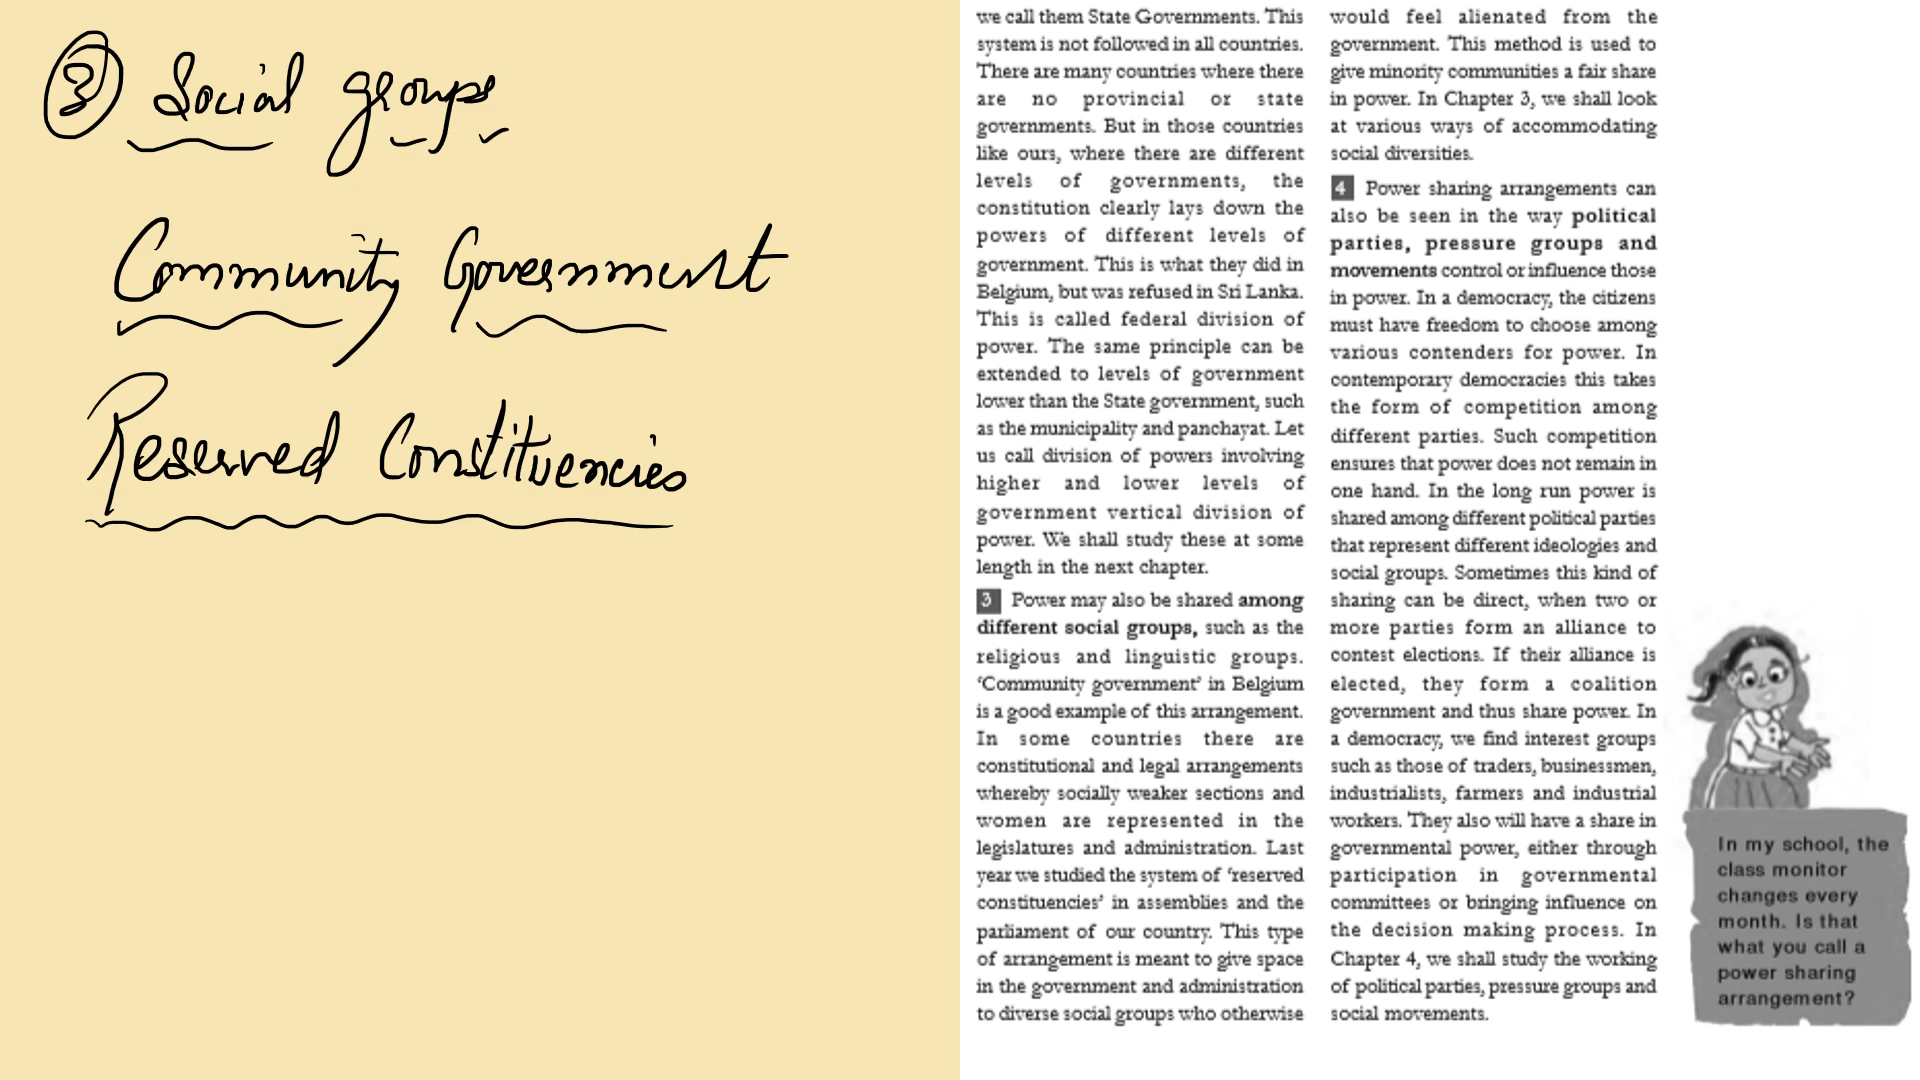 3 Social groups
Community Government
Reserved Constituencies
we call them State Governments. This
system is not followed in all countries.
There are many countries where there
are no provincial or state
governments. But in those countries
like ours, where there are different
levels of governments, the
constitution clearly lays down the
powers of different levels of
government. This is what they did in
Belgium, but was refused in Sri Lanka.
This is called federal division of
power. The same principle can be
extended to levels of government
lower than the State government, such
as the municipality and panchayat. Let
us call division of powers involving
higher and lower levels of
government vertical division of
power. We shall study these at some
length in the next chapter.
3 Power may also be shared among
different social groups, such as the
religious and linguistic groups.
‘Community government’ in Belgium
is a good example of this arrangement.
In some countries there are
constitutional and legal arrangements
whereby socially weaker sections and
women are represented in the
legislatures and administration. Last
year we studied the system of ‘reserved
constituencies’ in assemblies and the
parliament of our country. This type
of arrangement is meant to give space
in the government and administration
to diverse social groups who otherwise
would feel alienated from the
government. This method is used to
give minority communities a fair share
in power. In Chapter 3, we shall look
at various ways of accommodating
social diversities.
4 Power sharing arrangements can
also be seen in the way political
parties, pressure groups and
movements control or influence those
in power. In a democracy, the citizens
must have freedom to choose among
various contenders for power. In
contemporary democracies this takes
the form of competition among
different parties. Such competition
ensures that power does not remain in
one hand. In the long run power is
shared among different political parties
that represent different ideologies and
social groups. Sometimes this kind of
sharing can be direct, when two or
more parties form an alliance to
contest elections. If their alliance is
elected, they form a coalition
government and thus share power. In
a democracy, we find interest groups
such as those of traders, businessmen,
industrialists, farmers and industrial
workers. They also will have a share in
governmental power, either through
participation in governmental
committees or bringing influence on
the decision making process. In
Chapter 4, we shall study the working
of political parties, pressure groups and
social movements.
In my school, the
class monitor
changes every
month. Is that
what you call a
power sharing
arrangement?